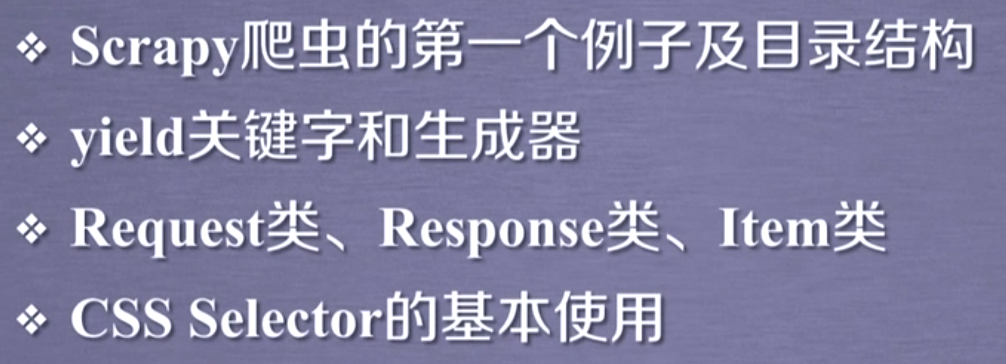 ❖ Scrapy爬虫的第一个例子及目录结构
❖ yield关键字和生成器
❖ Request类、Response类、Item类
❖ CSS Selector的基本使用